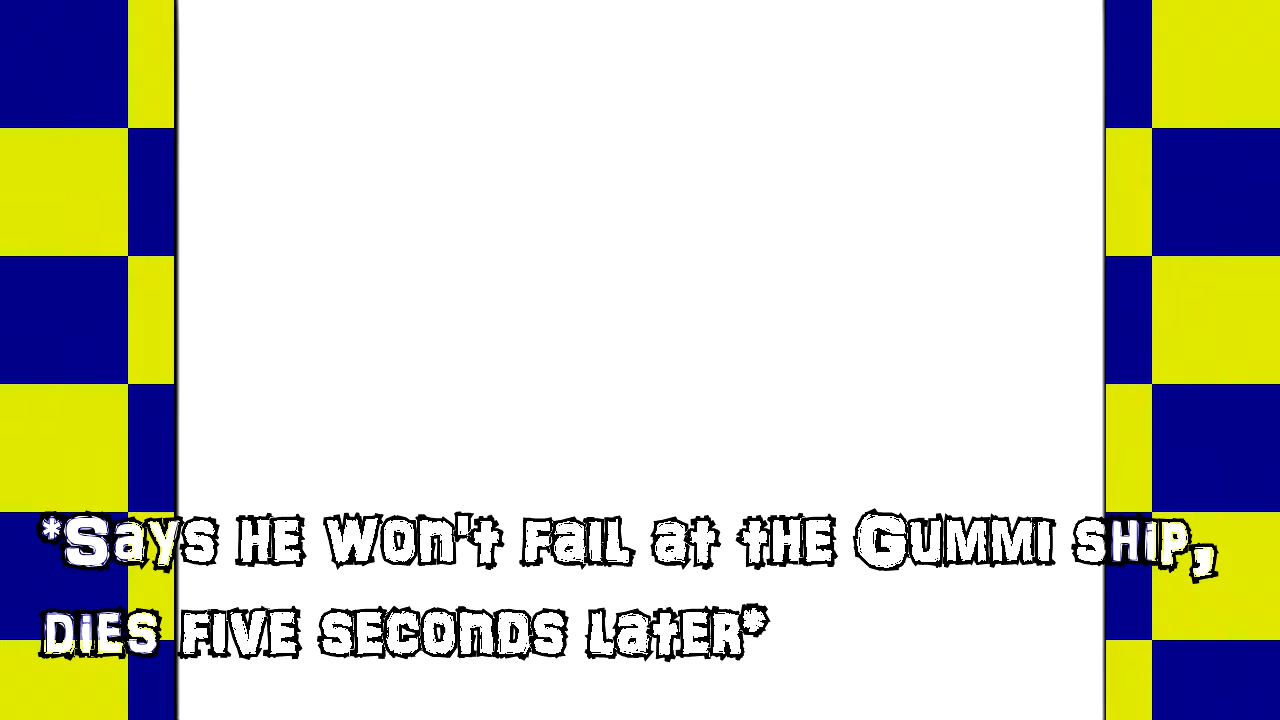 *Says he won't fail at the Gummi ship,
dies five seconds later*